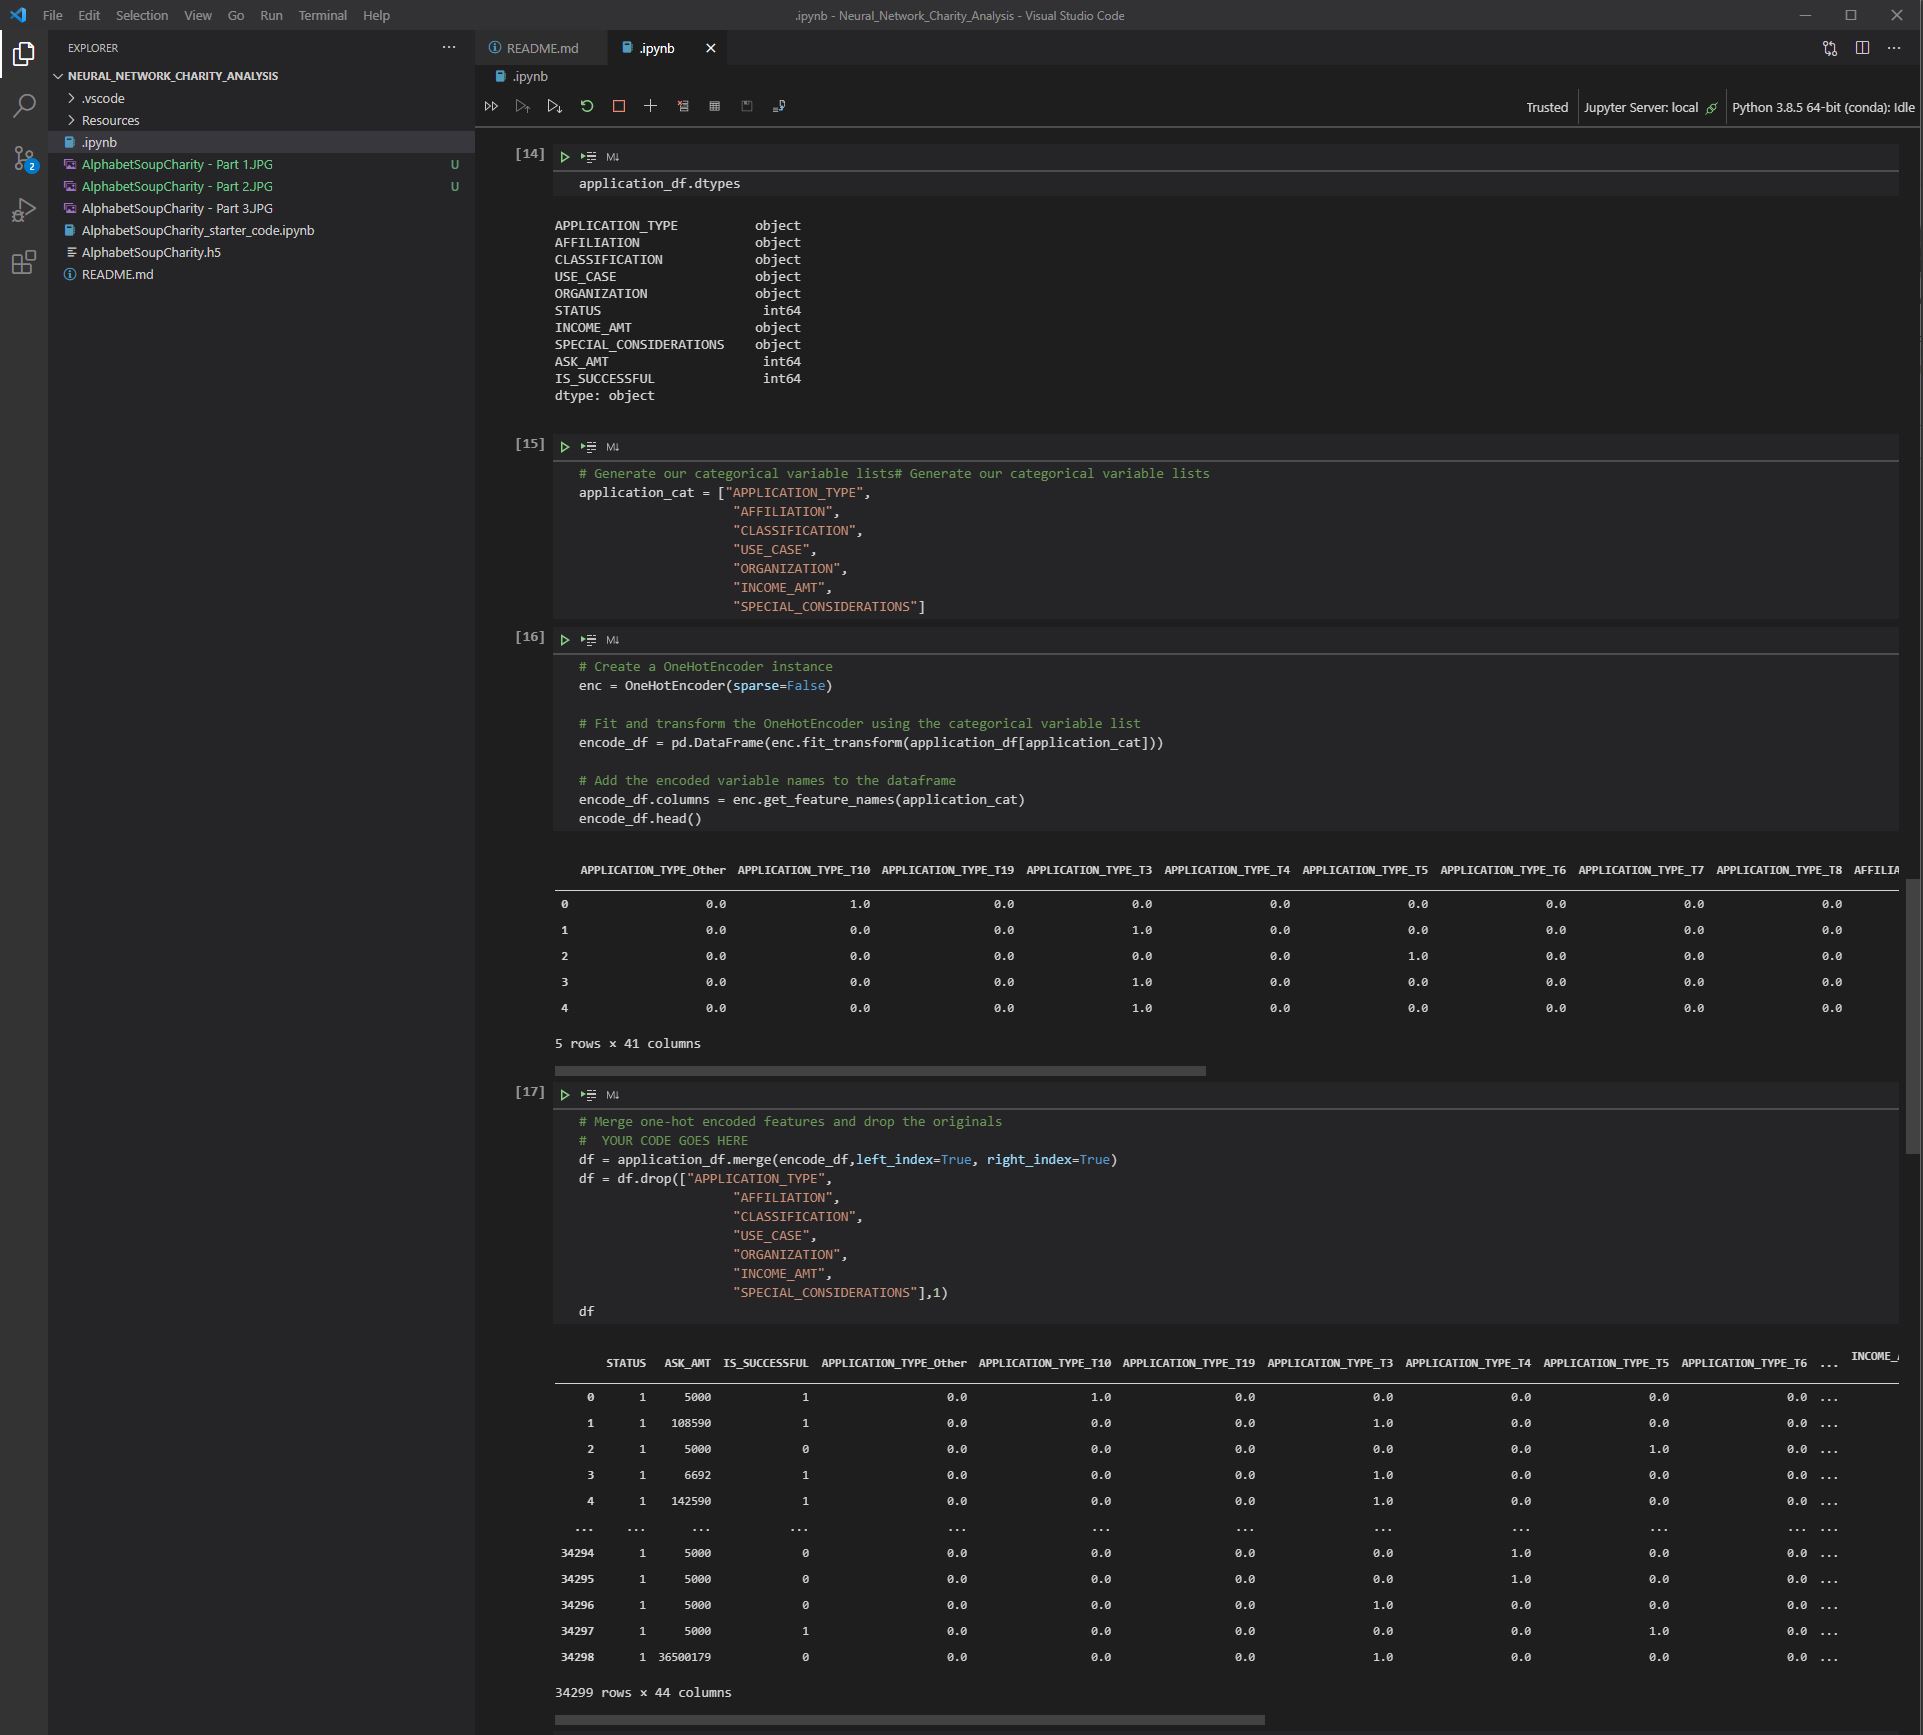 File Edit Selection View Go Run Terminal Help
.ipynb - Neural_Network_Charity_Analysis - Visual Studio Code
EXPLORER
NEURAL_NETWORK_CHARITY_ANALYSIS
.vscode
Resources
.ipynb
AlphabetSoupCharity - Part 1.JPG U
AlphabetSoupCharity - Part 2.JPG U
AlphabetSoupCharity - Part 3.JPG
AlphabetSoupCharity_starter_code.ipynb
AlphabetSoupCharity.h5
README.md
2
README.md .ipynb
.ipynb
Trusted Jupyter Server: local Python 3.8.5 64-bit (conda): Idle
[14] M↓
application_df.dtypes
APPLICATION_TYPE object
AFFILIATION object
CLASSIFICATION object
USE_CASE object
ORGANIZATION object
STATUS int64
INCOME_AMT object
SPECIAL_CONSIDERATIONS object
ASK_AMT int64
IS_SUCCESSFUL int64
dtype: object
[15] M↓
# Generate our categorical variable lists# Generate our categorical variable lists
application_cat = ["APPLICATION_TYPE",
"AFFILIATION",
"CLASSIFICATION",
"USE_CASE",
"ORGANIZATION",
"INCOME_AMT",
"SPECIAL_CONSIDERATIONS"]
[16] M↓
# Create a OneHotEncoder instance
enc = OneHotEncoder(sparse=False)
# Fit and transform the OneHotEncoder using the categorical variable list
encode_df = pd.DataFrame(enc.fit_transform(application_df[application_cat]))
# Add the encoded variable names to the dataframe
encode_df.columns = enc.get_feature_names(application_cat)
encode_df.head()
APPLICATION_TYPE_Other APPLICATION_TYPE_T10 APPLICATION_TYPE_T19 APPLICATION_TYPE_T3 APPLICATION_TYPE_T4 APPLICATION_TYPE_T5 APPLICATION_TYPE_T6 APPLICATION_TYPE_T7 APPLICATION_TYPE_T8 AFFILIA
0 0.0 1.0 0.0 0.0 0.0 0.0 0.0 0.0 0.0
1 0.0 0.0 0.0 1.0 0.0 0.0 0.0 0.0 0.0
2 0.0 0.0 0.0 0.0 0.0 1.0 0.0 0.0 0.0
3 0.0 0.0 0.0 1.0 0.0 0.0 0.0 0.0 0.0
4 0.0 0.0 0.0 1.0 0.0 0.0 0.0 0.0 0.0
5 rows × 41 columns
[17] M↓
# Merge one-hot encoded features and drop the originals
#  YOUR CODE GOES HERE
df = application_df.merge(encode_df,left_index=True, right_index=True)
df = df.drop(["APPLICATION_TYPE",
"AFFILIATION",
"CLASSIFICATION",
"USE_CASE",
"ORGANIZATION",
"INCOME_AMT",
"SPECIAL_CONSIDERATIONS"],1)
df
STATUS ASK_AMT IS_SUCCESSFUL APPLICATION_TYPE_Other APPLICATION_TYPE_T10 APPLICATION_TYPE_T19 APPLICATION_TYPE_T3 APPLICATION_TYPE_T4 APPLICATION_TYPE_T5 APPLICATION_TYPE_T6 ... INCOME_A
0 1 5000 1 0.0 1.0 0.0 0.0 0.0 0.0 0.0 ...
1 1 108590 1 0.0 0.0 0.0 1.0 0.0 0.0 0.0 ...
2 1 5000 0 0.0 0.0 0.0 0.0 0.0 1.0 0.0 ...
3 1 6692 1 0.0 0.0 0.0 1.0 0.0 0.0 0.0 ...
4 1 142590 1 0.0 0.0 0.0 1.0 0.0 0.0 0.0 ...
... ... ... ... ... ... ... ... ... ... ... ...
34294 1 5000 0 0.0 0.0 0.0 0.0 1.0 0.0 0.0 ...
34295 1 5000 0 0.0 0.0 0.0 0.0 1.0 0.0 0.0 ...
34296 1 5000 0 0.0 0.0 0.0 1.0 0.0 0.0 0.0 ...
34297 1 5000 1 0.0 0.0 0.0 0.0 0.0 1.0 0.0 ...
34298 1 36500179 0 0.0 0.0 0.0 1.0 0.0 0.0 0.0 ...
34299 rows × 44 columns